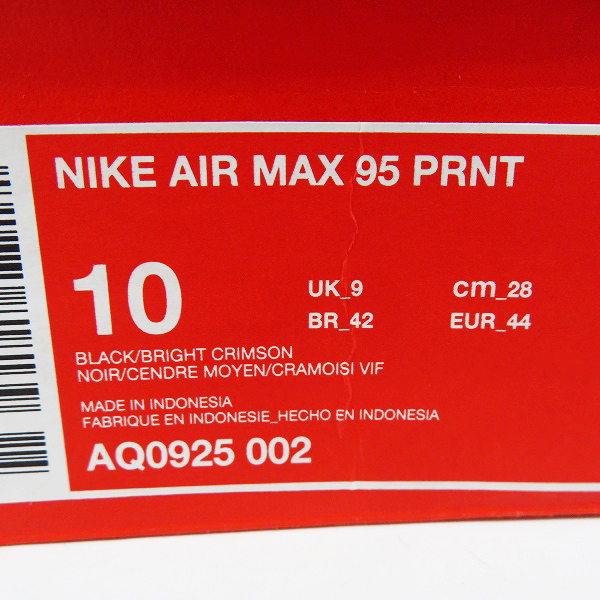 NIKE AIR MAX 95 PRNT
10
UK_9 cm_28
BR_42 EUR_44
BLACK/BRIGHT CRIMSON
NOIR/CENDRE MOYEN/CRAMOISI VIF
MADE IN INDONESIA
FABRIQUE EN INDONESIE_HECHO EN INDONESIA
AQ0925 002